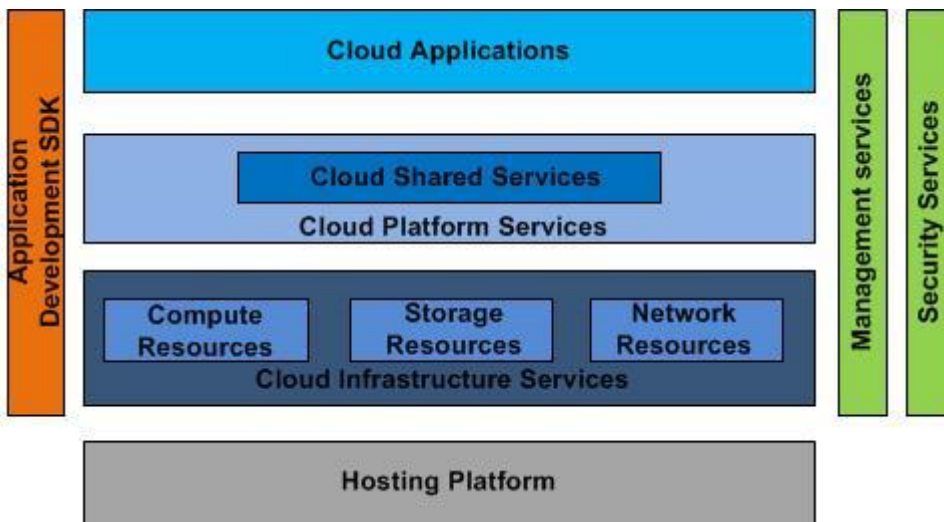 Application
Development SDK
Cloud Applications
Cloud Shared Services
Cloud Platform Services
Compute
Resources
Storage
Resources
Network
Resources
Cloud Infrastructure Services
Hosting Platform
Management services
Security Services